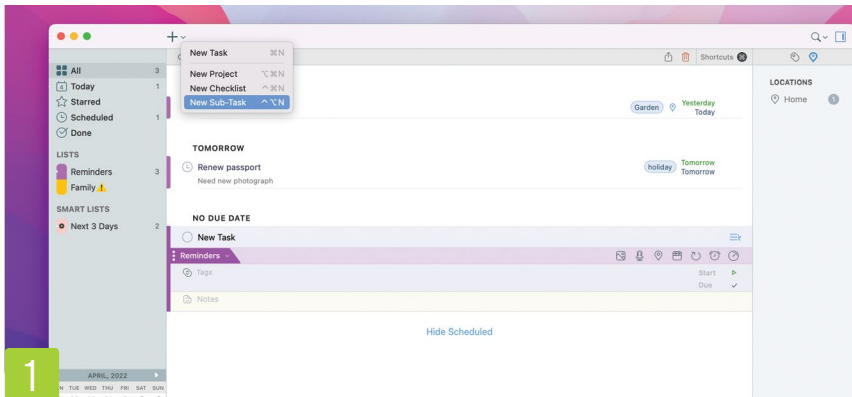 New Task ⌘N
New Project ⌥⌘N
New Checklist ^⌘N
New Sub-Task ^⌥N
Shortcuts ⌘
All 3
4 Today 1
Starred
Scheduled 1
Done
LISTS
Reminders 3
Family ⚠️
SMART LISTS
Next 3 Days 2
APRIL, 2022
TUE WED THU FRI SAT SUN
Garden Yesterday
Today
TOMORROW
Renew passport holiday Tomorrow
Need new photograph Tomorrow
NO DUE DATE
New Task
Reminders
Tags Start
Due
Notes
Hide Scheduled
LOCATIONS
Home 1
1